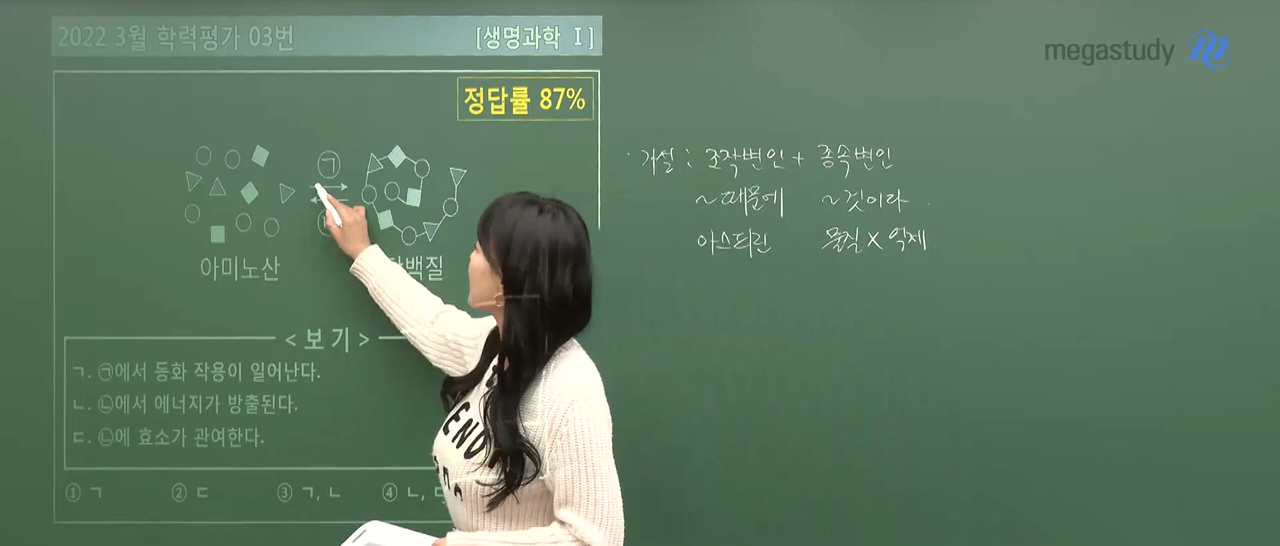 2022 3월 학력평가 03번 [생명과학 Ⅰ]
megastudy
정답률 87%
㉠
아미노산
백질
< 보 기 >
ㄱ. ㉠에서 동화 작용이 일어난다.
ㄴ. ㉡에서 에너지가 방출된다.
ㄷ. ㉡에 효소가 관여한다.
① ㄱ ② ㄷ ③ ㄱ, ㄴ ④ ㄴ, ㄷ
· 가설 : 조작변인 + 종속변인
~때문에 ~것이라
아스피린 물질 X 억제
END